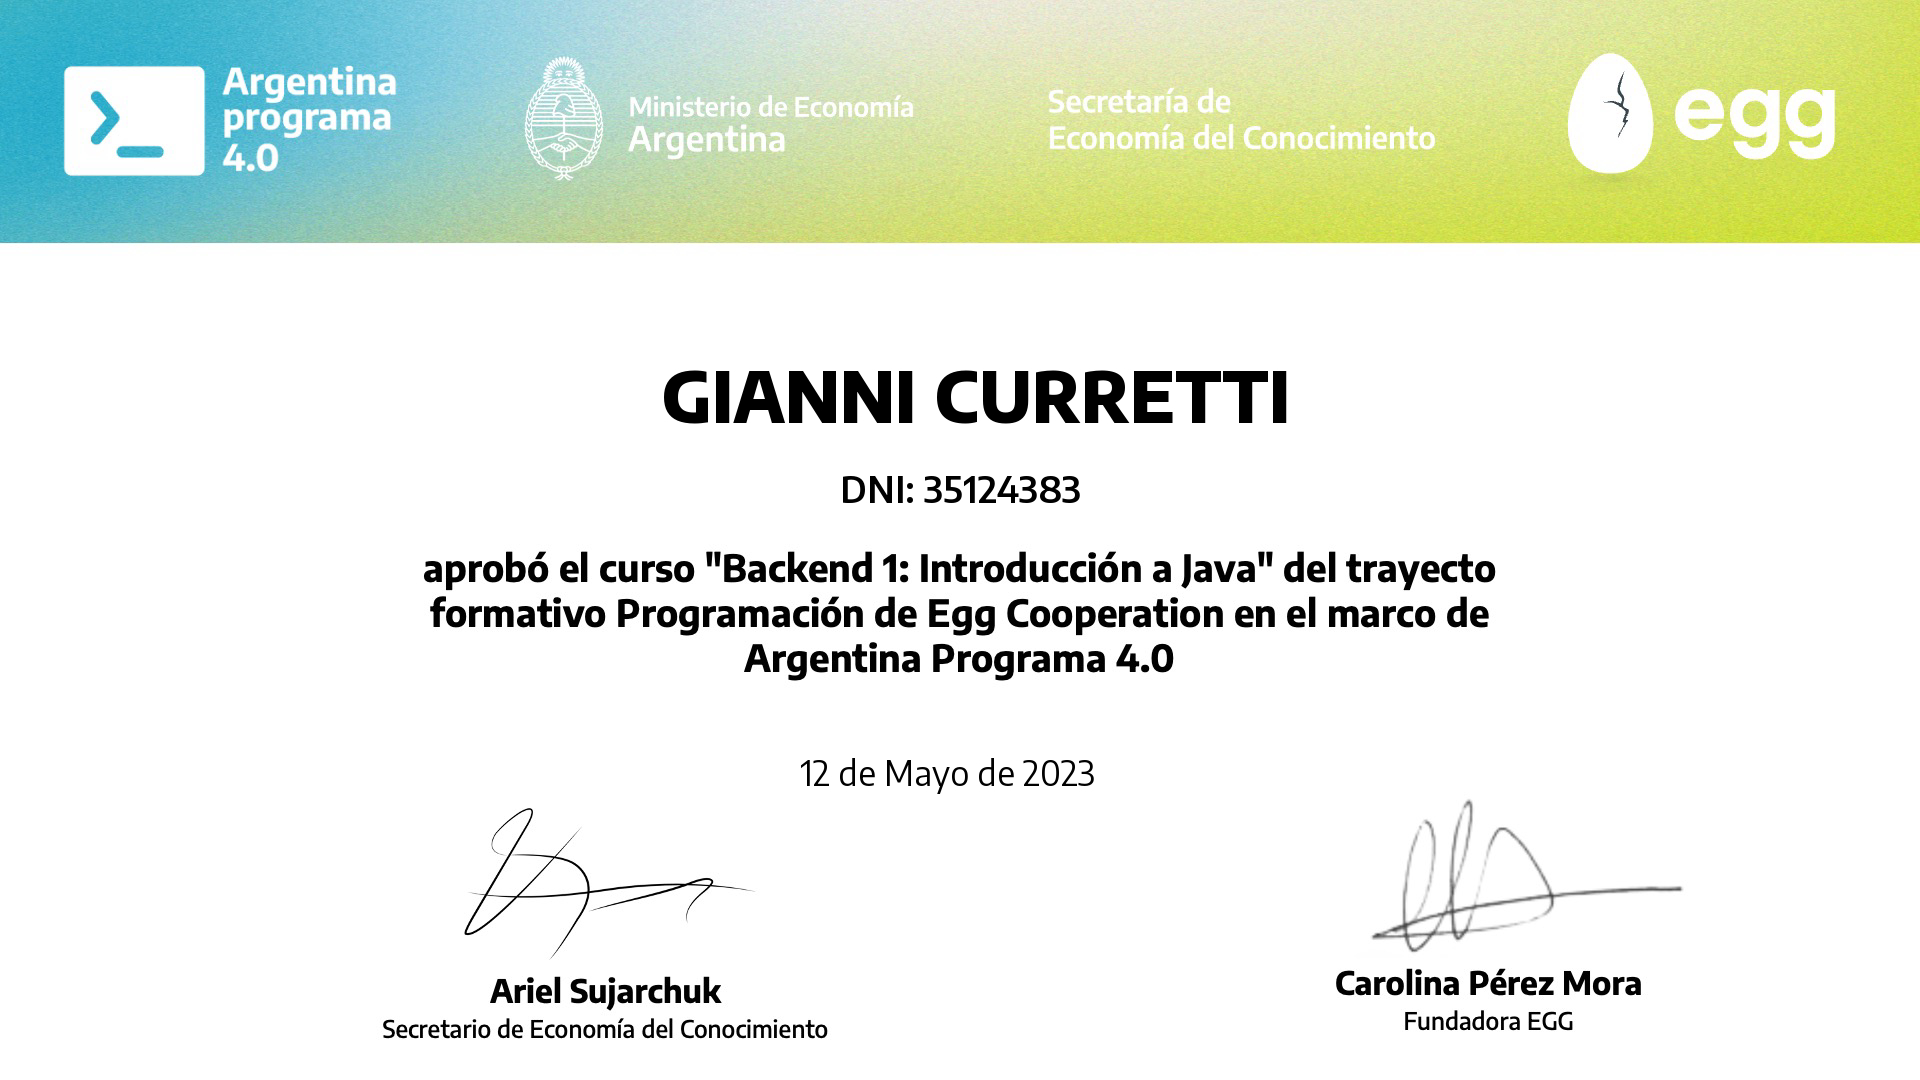 Argentina
programa
4.0
Ministerio de Economía
Argentina
Secretaría de
Economía del Conocimiento
egg
GIANNI CURRETTI
DNI: 35124383
aprobó el curso "Backend 1: Introducción a Java" del trayecto
formativo Programación de Egg Cooperation en el marco de
Argentina Programa 4.0
12 de Mayo de 2023
Ariel Sujarchuk
Secretario de Economía del Conocimiento
Carolina Pérez Mora
Fundadora EGG